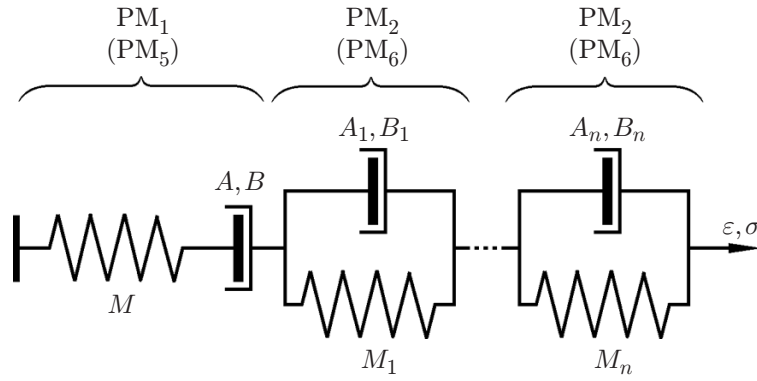 PM₁ PM₂ PM₂
(PM₅) (PM₆) (PM₆)
A₁, B₁ Aₙ, Bₙ
A, B
ε, σ
M
M₁ Mₙ